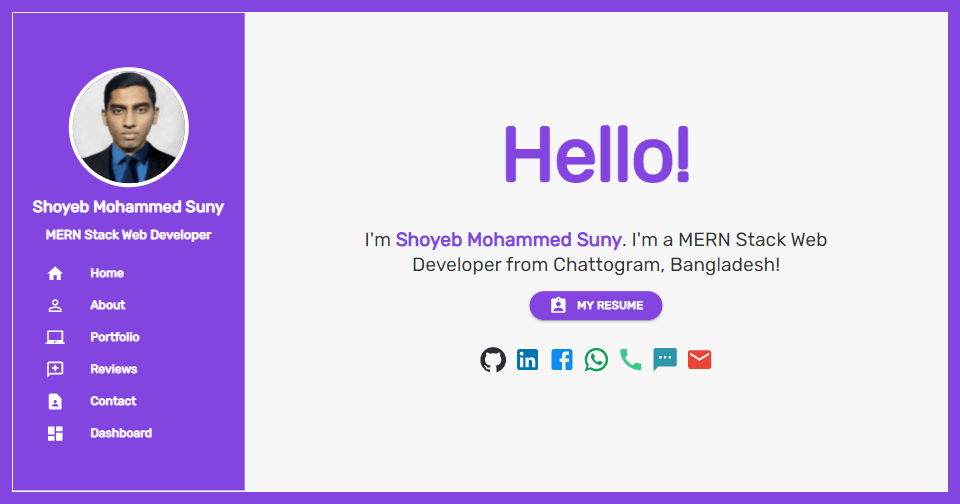 Shoyeb Mohammed Suny
MERN Stack Web Developer
Home
About
Portfolio
Reviews
Contact
Dashboard
Hello!
I'm Shoyeb Mohammed Suny. I'm a MERN Stack Web
Developer from Chattogram, Bangladesh!
MY RESUME